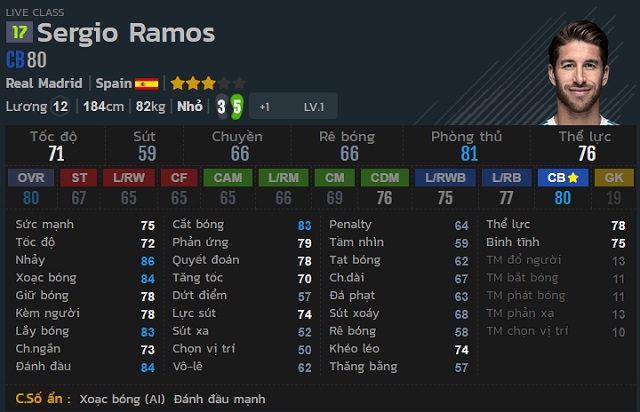 LIVE CLASS
17 Sergio Ramos
CB 80
Real Madrid | Spain
Lương 12 | 184cm | 82kg | Nhỏ | 3 5 +1 LV.1
Tốc độ Sút Chuyền Rê bóng Phòng thủ Thể lực
71 59 66 66 81 76
OVR ST L/RW CF CAM L/RM CM CDM L/RWB L/RB CB GK
80 67 65 65 65 66 69 76 75 77 80 19
Sức mạnh 75 Cắt bóng 83 Penalty 64 Thể lực 78
Tốc độ 72 Phản ứng 79 Tầm nhìn 59 Bình tĩnh 75
Nhảy 86 Quyết đoán 78 Tạt bóng 62 TM đổ người 13
Xoạc bóng 84 Tăng tốc 70 Ch.dài 67 TM bắt bóng 11
Giữ bóng 78 Dứt điểm 57 Đá phạt 63 TM phát bóng 11
Kèm người 78 Lực sút 74 Sút xoáy 68 TM phản xạ 13
Lấy bóng 83 Sút xa 52 Rê bóng 58 TM chọn vị trí 10
Ch.ngắn 73 Chọn vị trí 50 Khéo léo 74
Đánh đầu 84 Vô-lê 62 Thăng bằng 57
C.Số ẩn : Xoạc bóng (AI) Đánh đầu mạnh